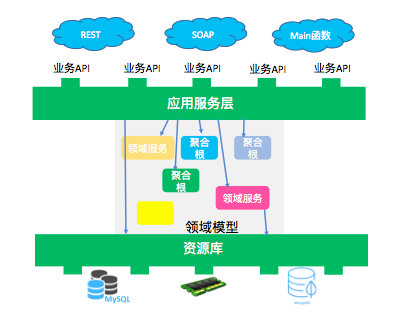 REST
SOAP
Main函数
业务API
业务API
业务API
业务API
业务API
应用服务层
领域服务
聚合
根
聚合
根
聚合
根
领域服务
领域模型
资源库
MySQL
MongoDB